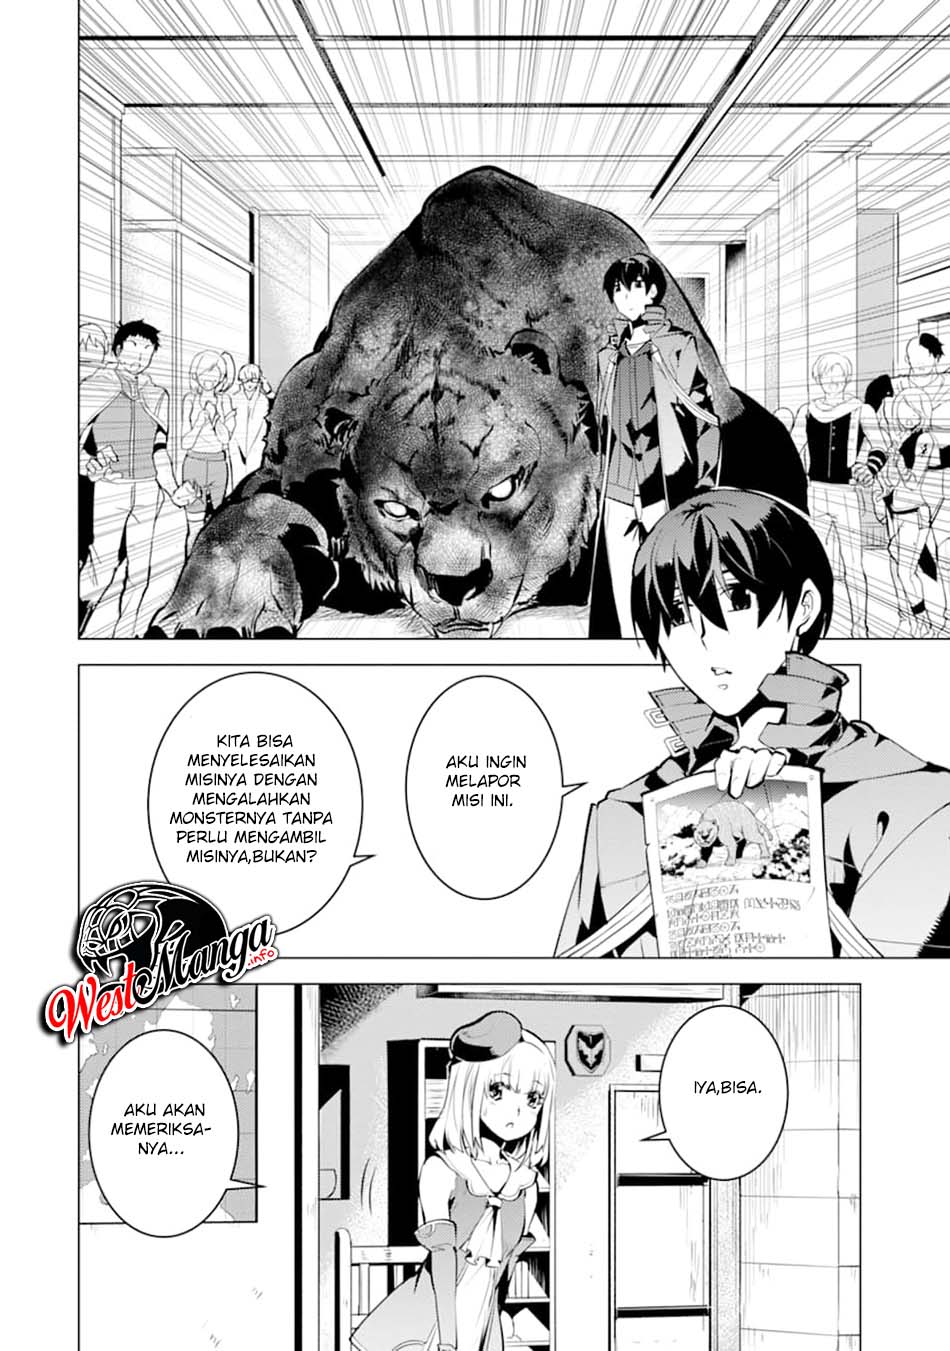 AKU INGIN
MELAPOR
MISI INI.
KITA BISA
MENYELESAIKAN
MISINYA DENGAN
MENGALAHKAN
MONSTERNYA TANPA
PERLU MENGAMBIL
MISINYA,BUKAN?
WestManga
.info
IYA,BISA.
AKU AKAN
MEMERIKSA-
NYA...